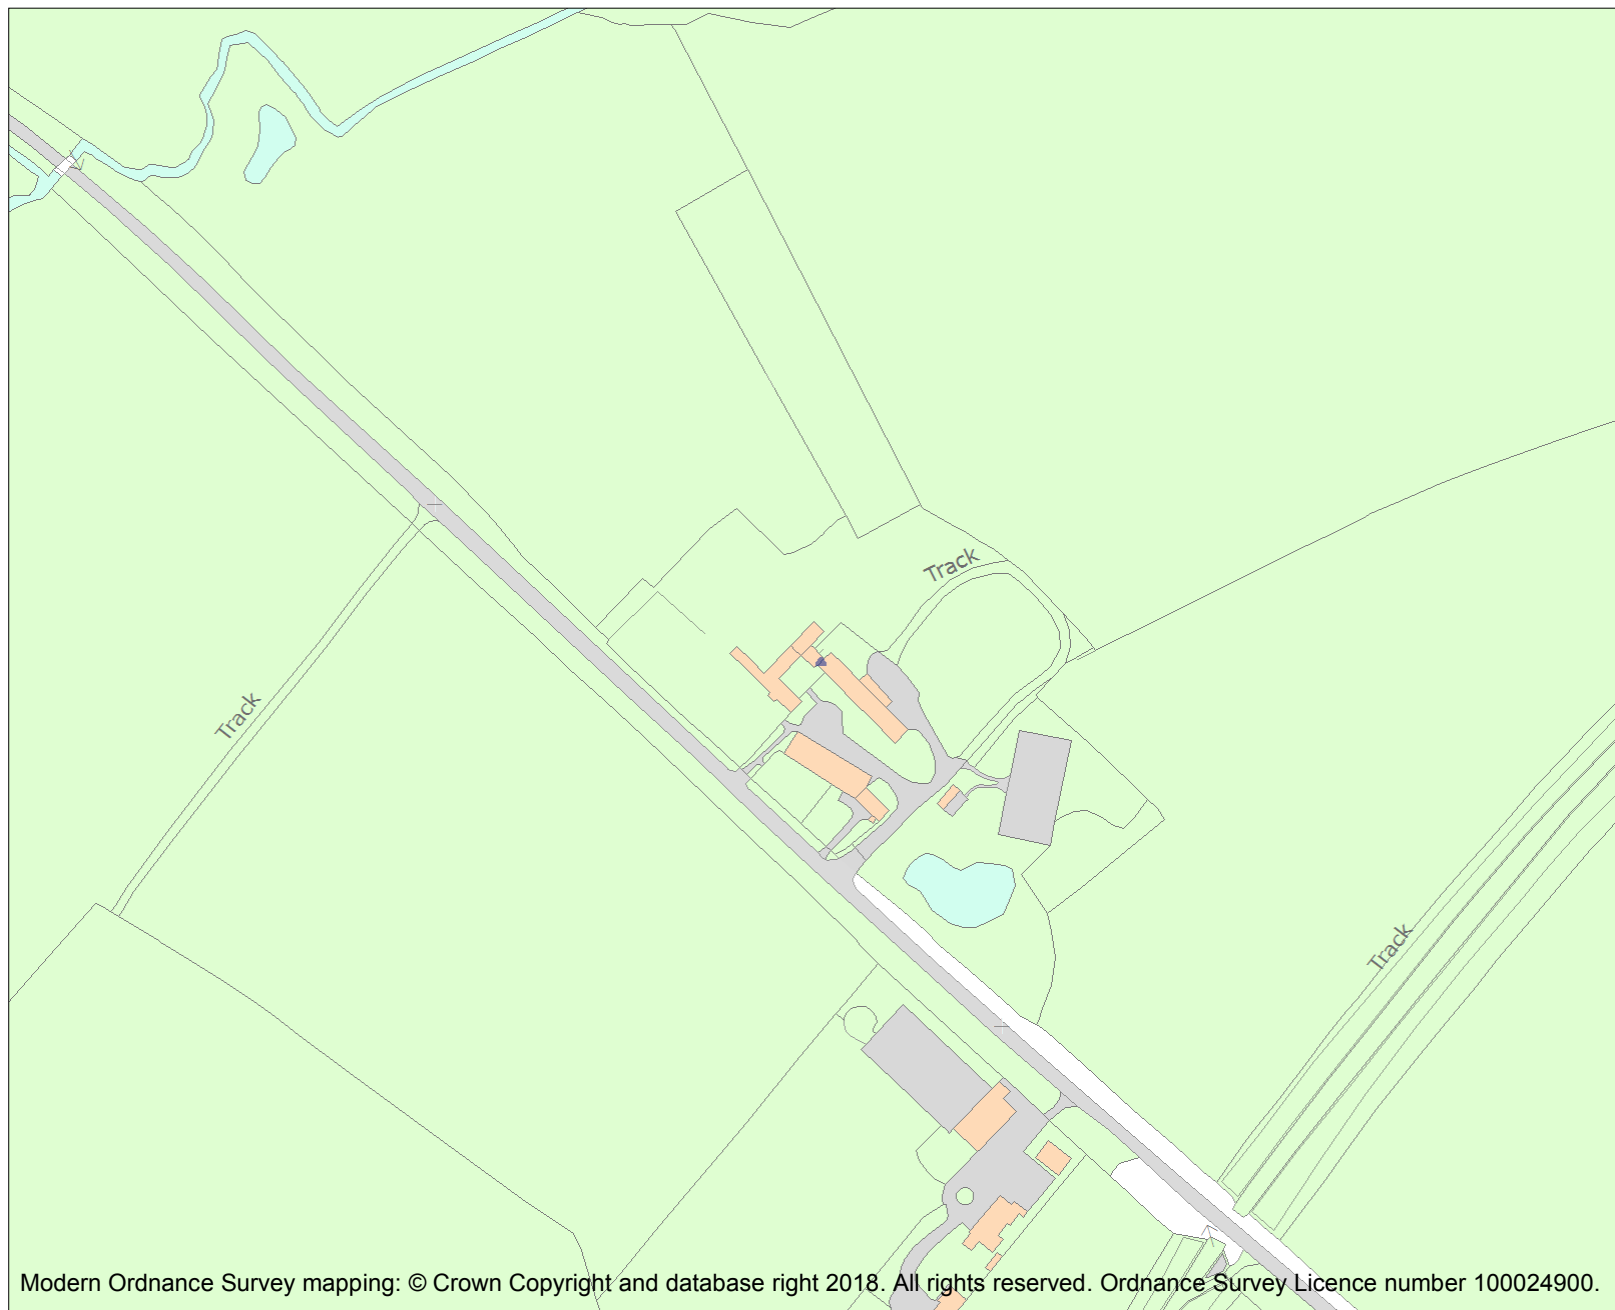 Track
Track
Track
Modern Ordnance Survey mapping: © Crown Copyright and database right 2018. All rights reserved. Ordnance Survey Licence number 100024900.